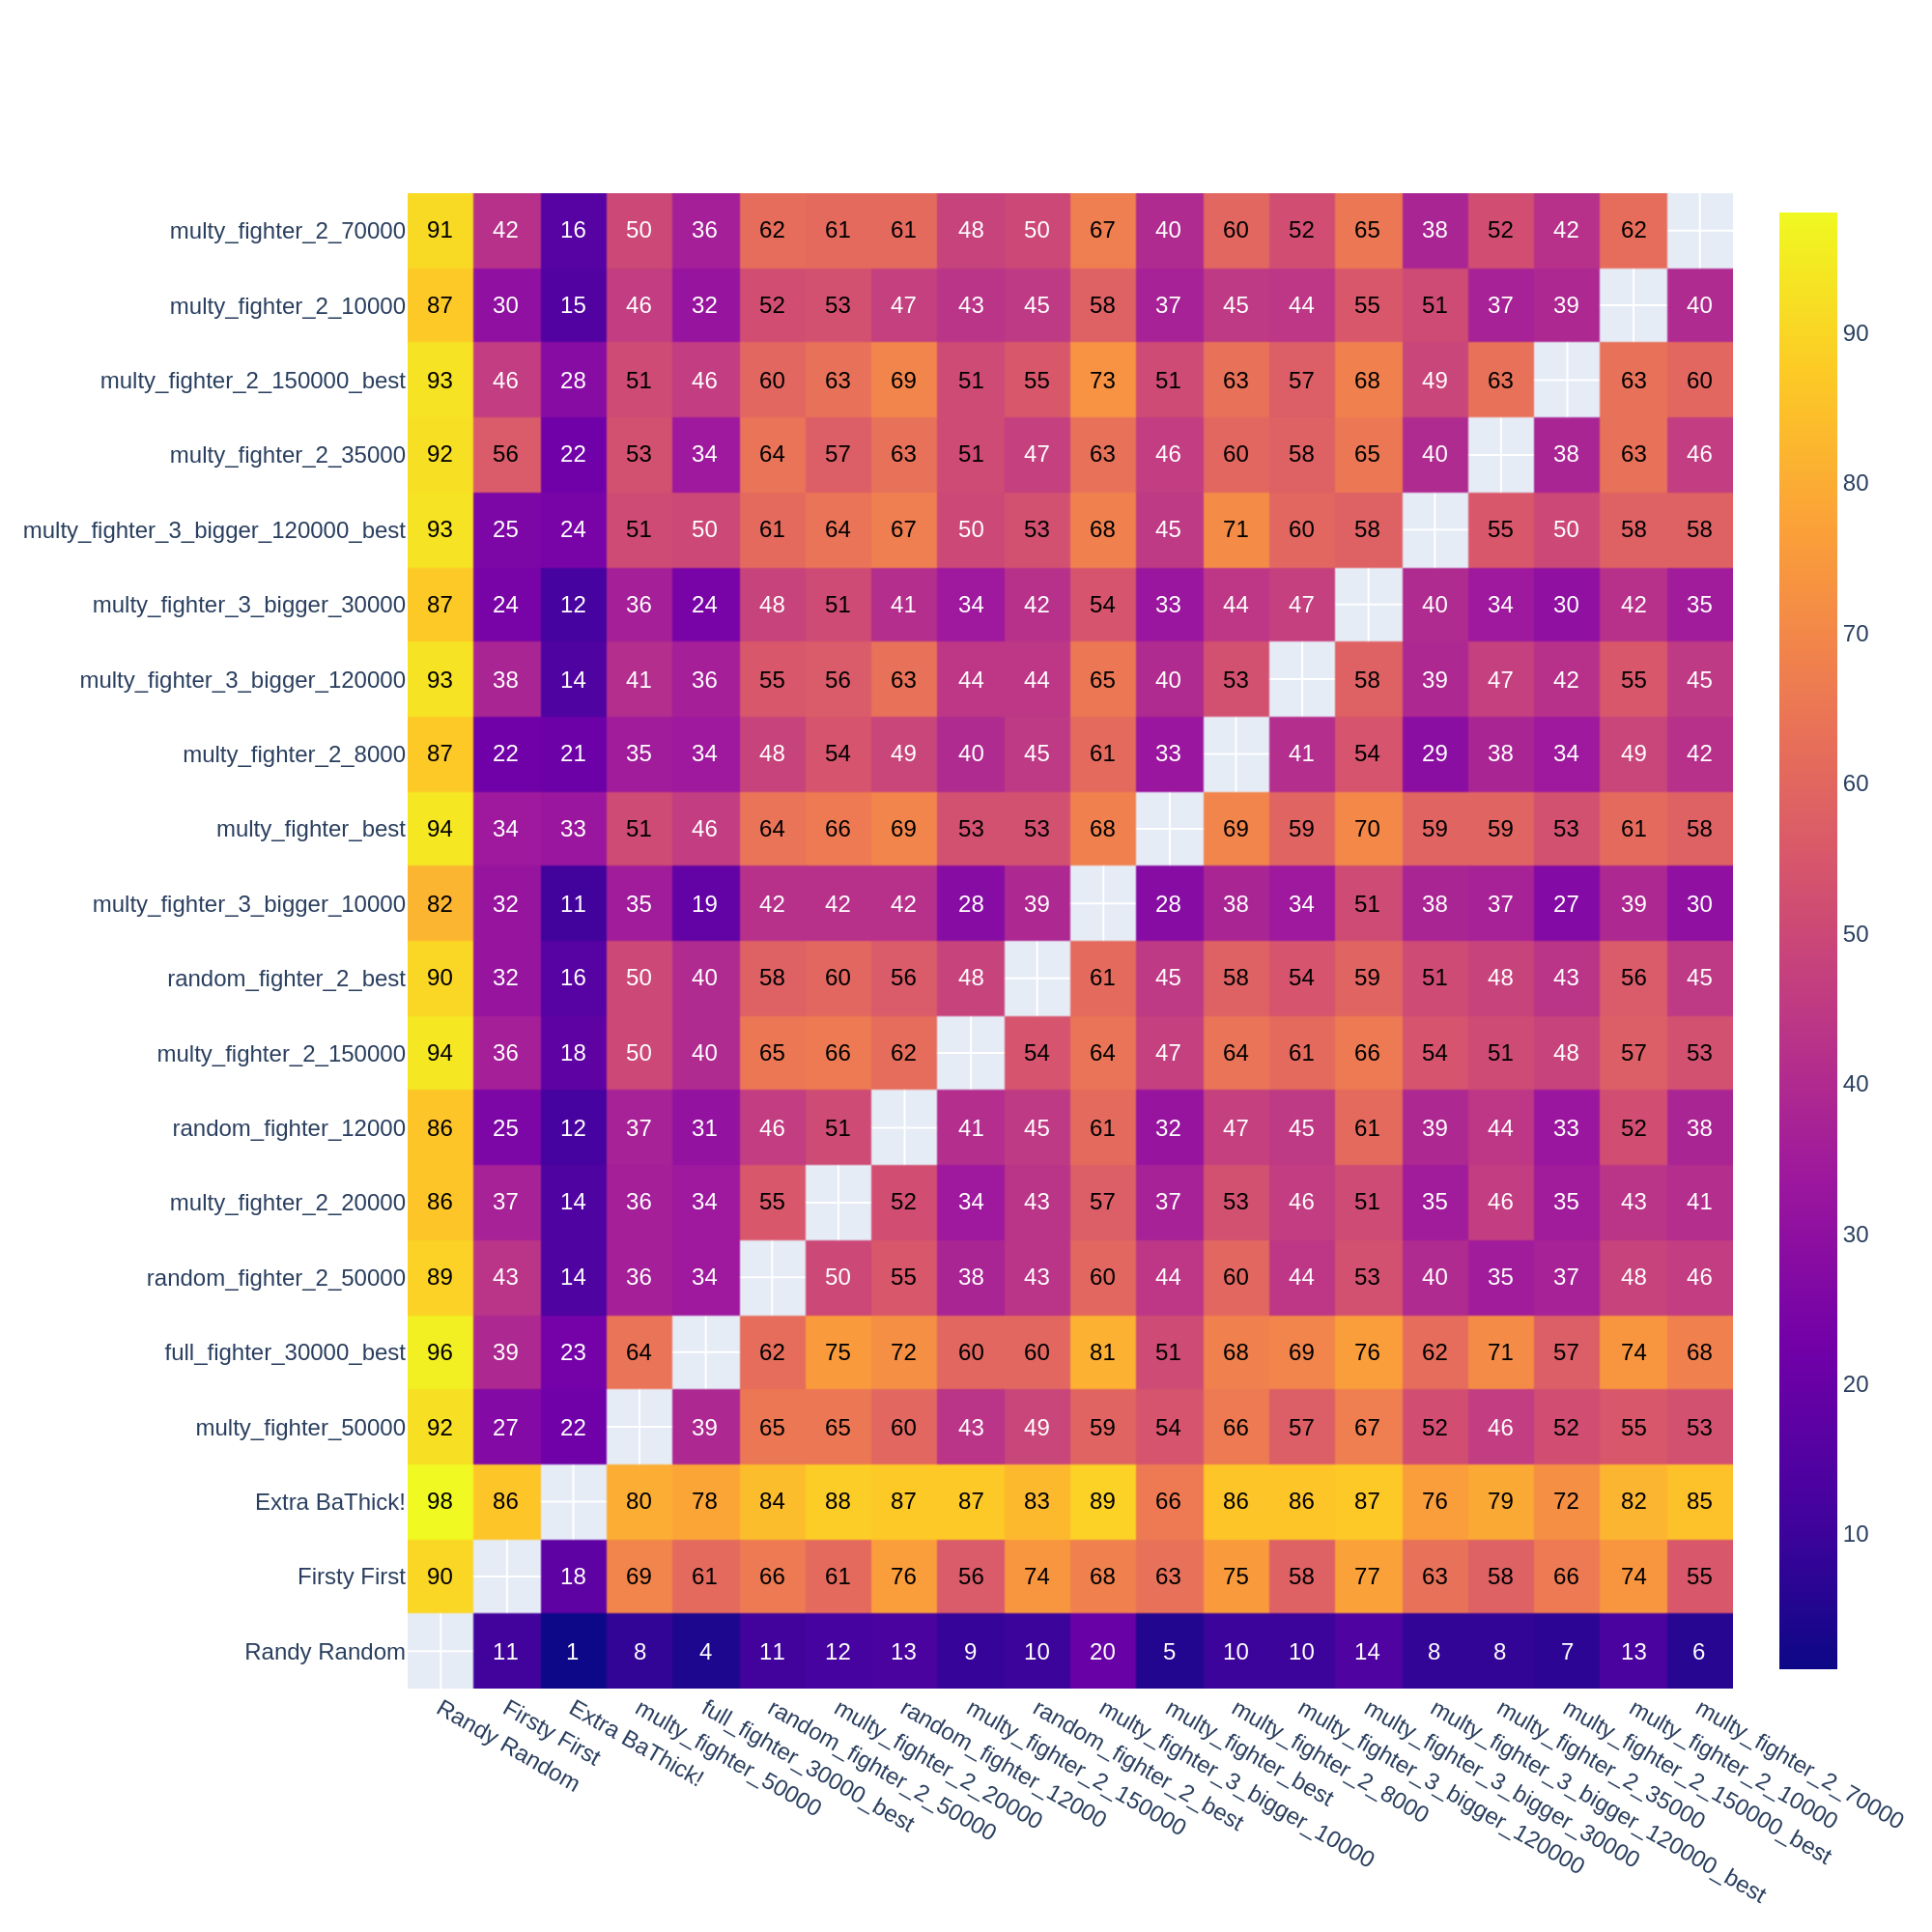 multy_fighter_2_70000 91 42 16 50 36 62 61 61 48 50 67 40 60 52 65 38 52 42 62
multy_fighter_2_10000 87 30 15 46 32 52 53 47 43 45 58 37 45 44 55 51 37 39 40
90
multy_fighter_2_150000_best 93 46 28 51 46 60 63 69 51 55 73 51 63 57 68 49 63 63 60
multy_fighter_2_35000 92 56 22 53 34 64 57 63 51 47 63 46 60 58 65 40 38 63 46
80
multy_fighter_3_bigger_120000_best 93 25 24 51 50 61 64 67 50 53 68 45 71 60 58 55 50 58 58
multy_fighter_3_bigger_30000 87 24 12 36 24 48 51 41 34 42 54 33 44 47 40 34 30 42 35
70
multy_fighter_3_bigger_120000 93 38 14 41 36 55 56 63 44 44 65 40 53 58 39 47 42 55 45
multy_fighter_2_8000 87 22 21 35 34 48 54 49 40 45 61 33 41 54 29 38 34 49 42
60
multy_fighter_best 94 34 33 51 46 64 66 69 53 53 68 69 59 70 59 59 53 61 58
multy_fighter_3_bigger_10000 82 32 11 35 19 42 42 42 28 39 28 38 34 51 38 37 27 39 30
50
random_fighter_2_best 90 32 16 50 40 58 60 56 48 61 45 58 54 59 51 48 43 56 45
multy_fighter_2_150000 94 36 18 50 40 65 66 62 54 64 47 64 61 66 54 51 48 57 53
40
random_fighter_12000 86 25 12 37 31 46 51 41 45 61 32 47 45 61 39 44 33 52 38
multy_fighter_2_20000 86 37 14 36 34 55 52 34 43 57 37 53 46 51 35 46 35 43 41
30
random_fighter_2_50000 89 43 14 36 34 50 55 38 43 60 44 60 44 53 40 35 37 48 46
full_fighter_30000_best 96 39 23 64 62 75 72 60 60 81 51 68 69 76 62 71 57 74 68
20
multy_fighter_50000 92 27 22 39 65 65 60 43 49 59 54 66 57 67 52 46 52 55 53
Extra BaThick! 98 86 80 78 84 88 87 87 83 89 66 86 86 87 76 79 72 82 85
10
Firsty First 90 18 69 61 66 61 76 56 74 68 63 75 58 77 63 58 66 74 55
Randy Random 11 1 8 4 11 12 13 9 10 20 5 10 10 14 8 8 7 13 6
Randy Random
Firsty First
Extra BaThick!
multy_fighter_50000
full_fighter_30000_best
random_fighter_2_50000
multy_fighter_2_20000
random_fighter_12000
multy_fighter_2_150000
random_fighter_2_best
multy_fighter_3_bigger_10000
multy_fighter_best
multy_fighter_2_8000
multy_fighter_3_bigger_120000
multy_fighter_3_bigger_30000
multy_fighter_3_bigger_120000_best
multy_fighter_2_35000
multy_fighter_2_150000_best
multy_fighter_2_10000
multy_fighter_2_70000